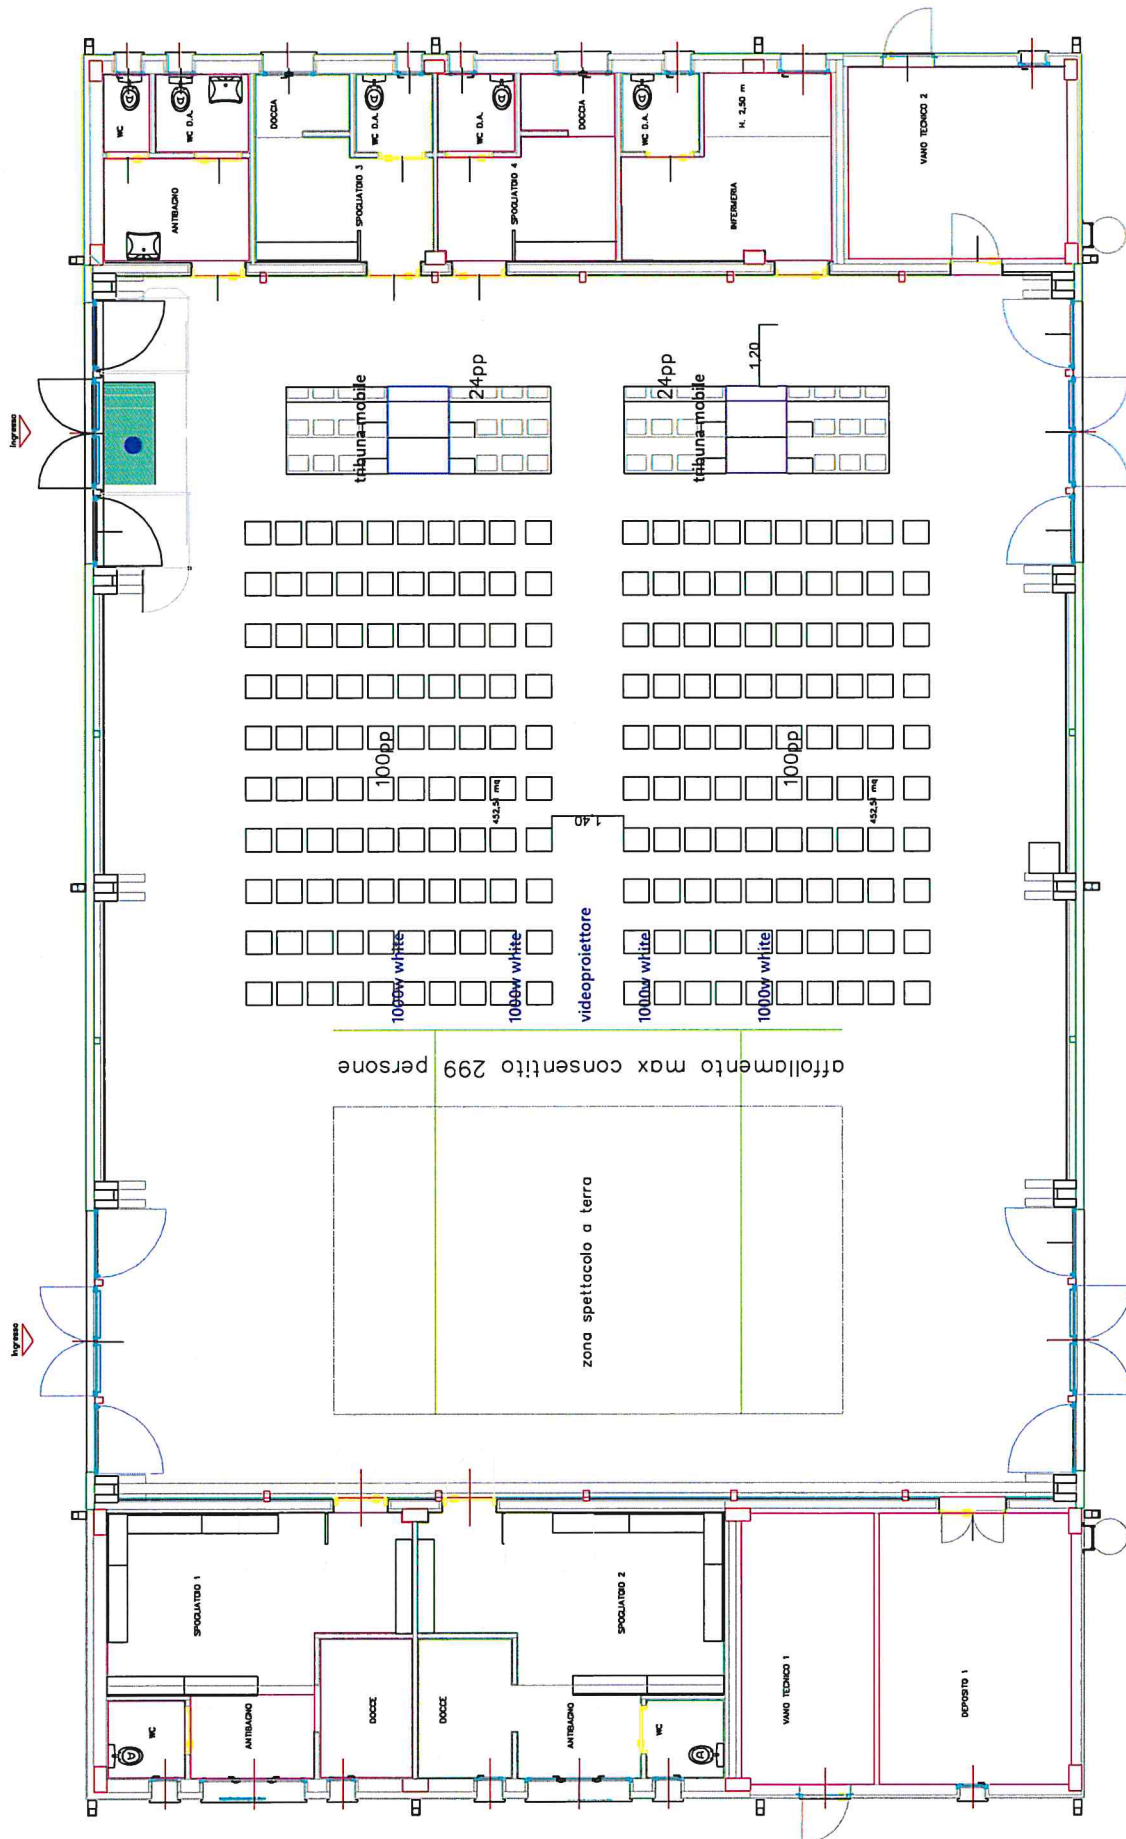 Ingresso
WC
WC D.A.
DOCCIA
WC D.A.
WC D.A.
DOCCIA
WC D.A.
H. 2,50 m
VANO TECNICO 2
ANTIBAGNO
SPOGLIATOIO 3
SPOGLIATOIO 4
INFERMERIA
tribuna mobile
24pp
tribuna mobile
24pp
1,20
100pp
452,51 mq
100pp
452,51 mq
1,40
1000w white
1000w white
videoproiettore
1000w white
1000w white
affollamento max consentito 299 persone
zona spettacolo a terra
Ingresso
SPOGLIATOIO 1
SPOGLIATOIO 2
WC
ANTIBAGNO
DOCCE
DOCCE
ANTIBAGNO
WC
VANO TECNICO 1
DEPOSITO 1